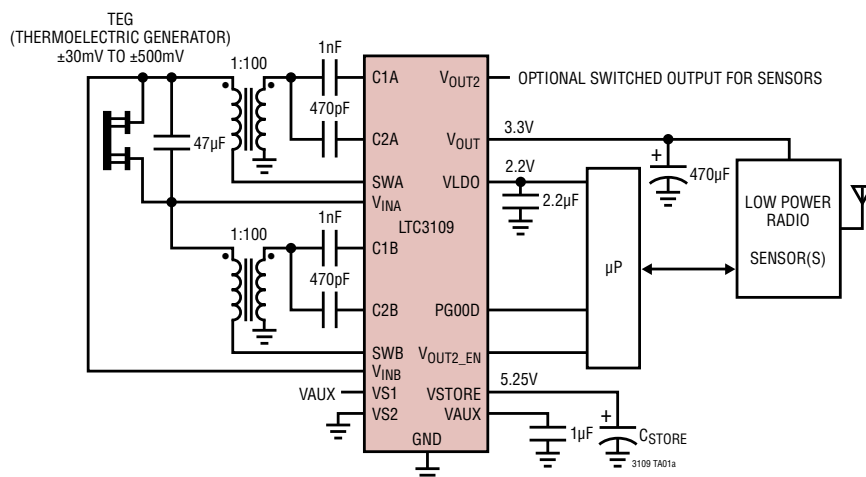 TEG
(THERMOELECTRIC GENERATOR)
±30mV TO ±500mV
1:100
1nF
470pF
47µF
C1A
C2A
SWA
VINA
1:100
1nF
470pF
C1B
C2B
SWB
VINB
VAUX
VS1
VS2
LTC3109
GND
VOUT2
OPTIONAL SWITCHED OUTPUT FOR SENSORS
VOUT
3.3V
VLDO
2.2V
2.2µF
+
470µF
PG00D
VOUT2_EN
µP
LOW POWER
RADIO
SENSOR(S)
VSTORE
5.25V
VAUX
1µF
+
CSTORE
3109 TA01a